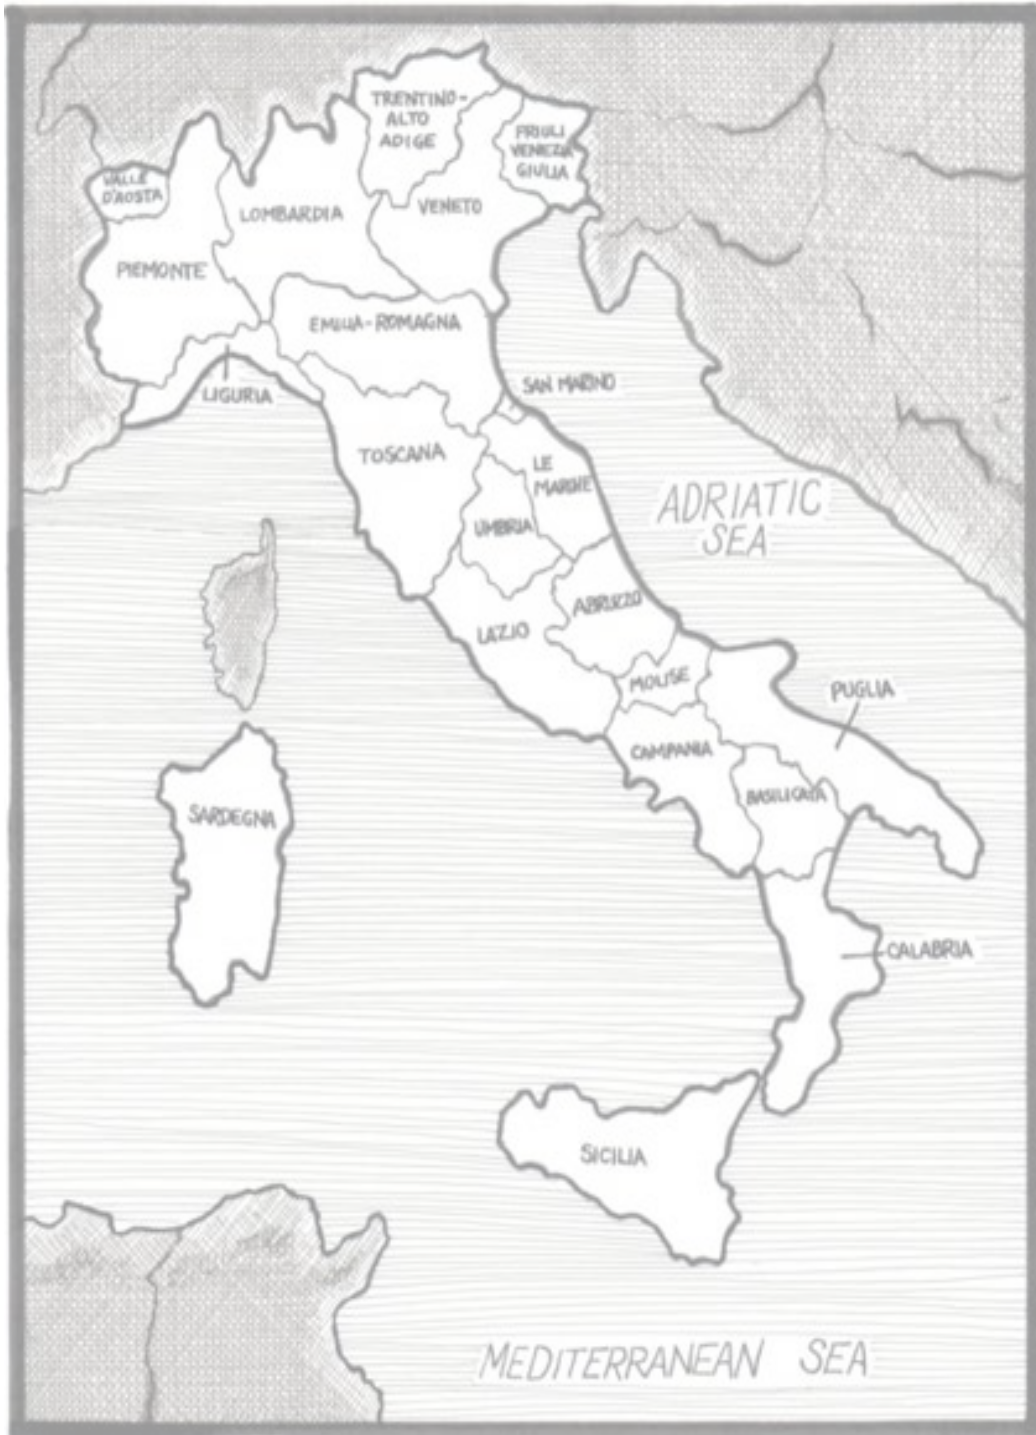 TRENTINO-
ALTO
ADIGE
FRIULI
VENEZIA
GIULIA
VALLE
D'AOSTA
LOMBARDIA
VENETO
PIEMONTE
EMILIA-ROMAGNA
LIGURIA
SAN MARINO
TOSCANA
LE
MARCHE
ADRIATIC
SEA
UMBRIA
ABRUZZO
LAZIO
MOLISE
PUGLIA
CAMPANIA
BASILICATA
SARDEGNA
CALABRIA
SICILIA
MEDITERRANEAN SEA